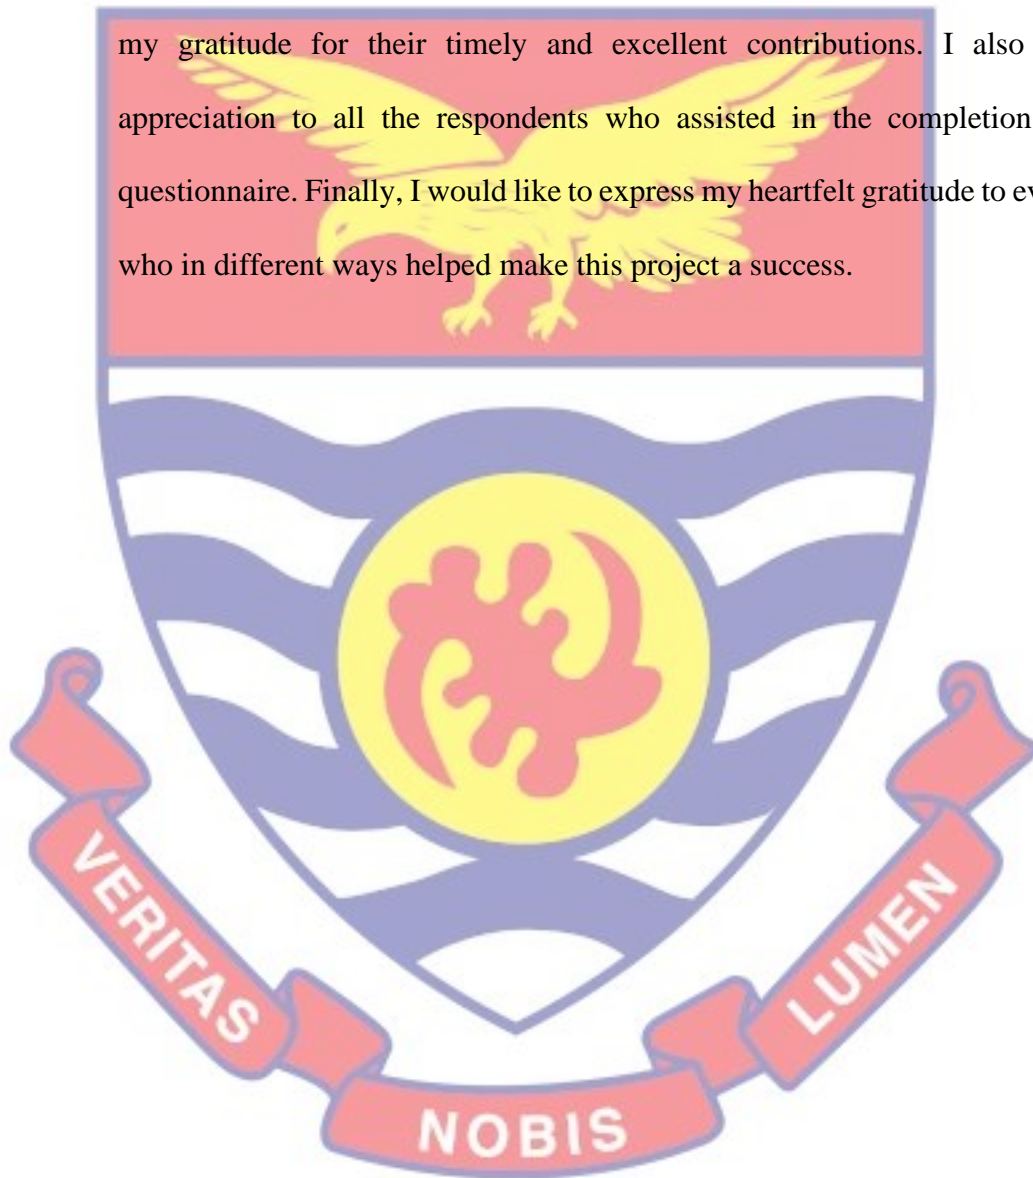 my gratitude for their timely and excellent contributions. I also
appreciation to all the respondents who assisted in the completion
questionnaire. Finally, I would like to express my heartfelt gratitude to
who in different ways helped make this project a success.
VERITAS
NOBIS
LUMEN